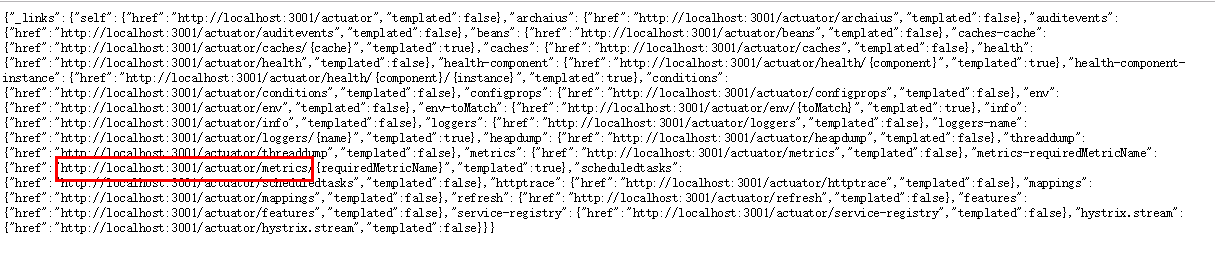 {"_links":{"self":{"href":"http://localhost:3001/actuator","templated":false},"archaius":{"href":"http://localhost:3001/actuator/archaius","templated":false},"auditevents":
{"href":"http://localhost:3001/actuator/auditevents","templated":false},"beans":{"href":"http://localhost:3001/actuator/beans","templated":false},"caches-cache":
{"href":"http://localhost:3001/actuator/caches/{cache}","templated":true},"caches":{"href":"http://localhost:3001/actuator/caches","templated":false},"health":
{"href":"http://localhost:3001/actuator/health","templated":false},"health-component":{"href":"http://localhost:3001/actuator/health/{component}","templated":true},"health-component-
instance":{"href":"http://localhost:3001/actuator/health/{component}/{instance}","templated":true},"conditions":
{"href":"http://localhost:3001/actuator/conditions","templated":false},"configprops":{"href":"http://localhost:3001/actuator/configprops","templated":false},"env":
{"href":"http://localhost:3001/actuator/env","templated":false},"env-toMatch":{"href":"http://localhost:3001/actuator/env/{toMatch}","templated":true},"info":
{"href":"http://localhost:3001/actuator/info","templated":false},"loggers":{"href":"http://localhost:3001/actuator/loggers","templated":false},"loggers-name":
{"href":"http://localhost:3001/actuator/loggers/{name}","templated":true},"heapdump":{"href":"http://localhost:3001/actuator/heapdump","templated":false},"threaddump":
{"href":"http://localhost:3001/actuator/threaddump","templated":false},"metrics":{"href":"http://localhost:3001/actuator/metrics","templated":false},"metrics-requiredMetricName":
{"href":"http://localhost:3001/actuator/metrics/{requiredMetricName}","templated":true},"scheduledtasks":
{"href":"http://localhost:3001/actuator/scheduledtasks","templated":false},"httptrace":{"href":"http://localhost:3001/actuator/httptrace","templated":false},"mappings":
{"href":"http://localhost:3001/actuator/mappings","templated":false},"refresh":{"href":"http://localhost:3001/actuator/refresh","templated":false},"features":
{"href":"http://localhost:3001/actuator/features","templated":false},"service-registry":{"href":"http://localhost:3001/actuator/service-registry","templated":false},"hystrix.stream":
{"href":"http://localhost:3001/actuator/hystrix.stream","templated":false}}}